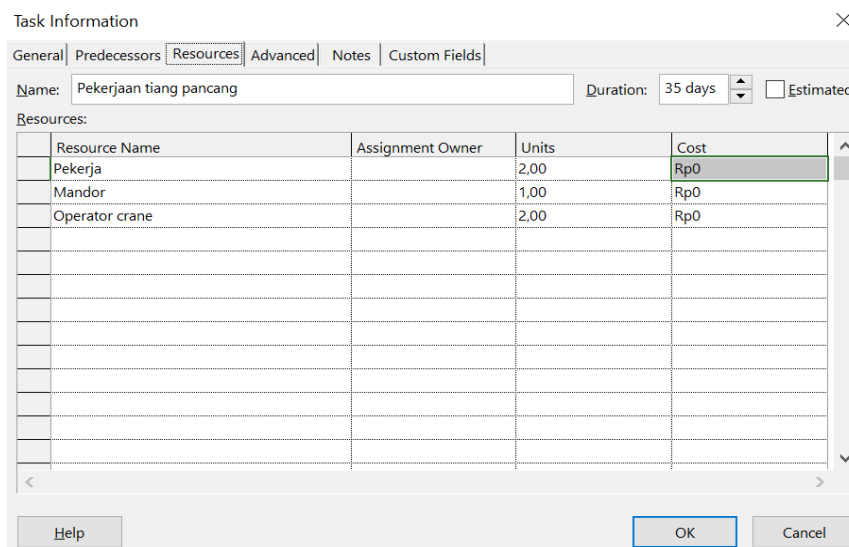 Task Information
General Predecessors Resources Advanced Notes Custom Fields
Name: Pekerjaan tiang pancang Duration: 35 days Estimated
Resources:
Resource Name Assignment Owner Units Cost
Pekerja 2,00 Rp0
Mandor 1,00 Rp0
Operator crane 2,00 Rp0
Help OK Cancel